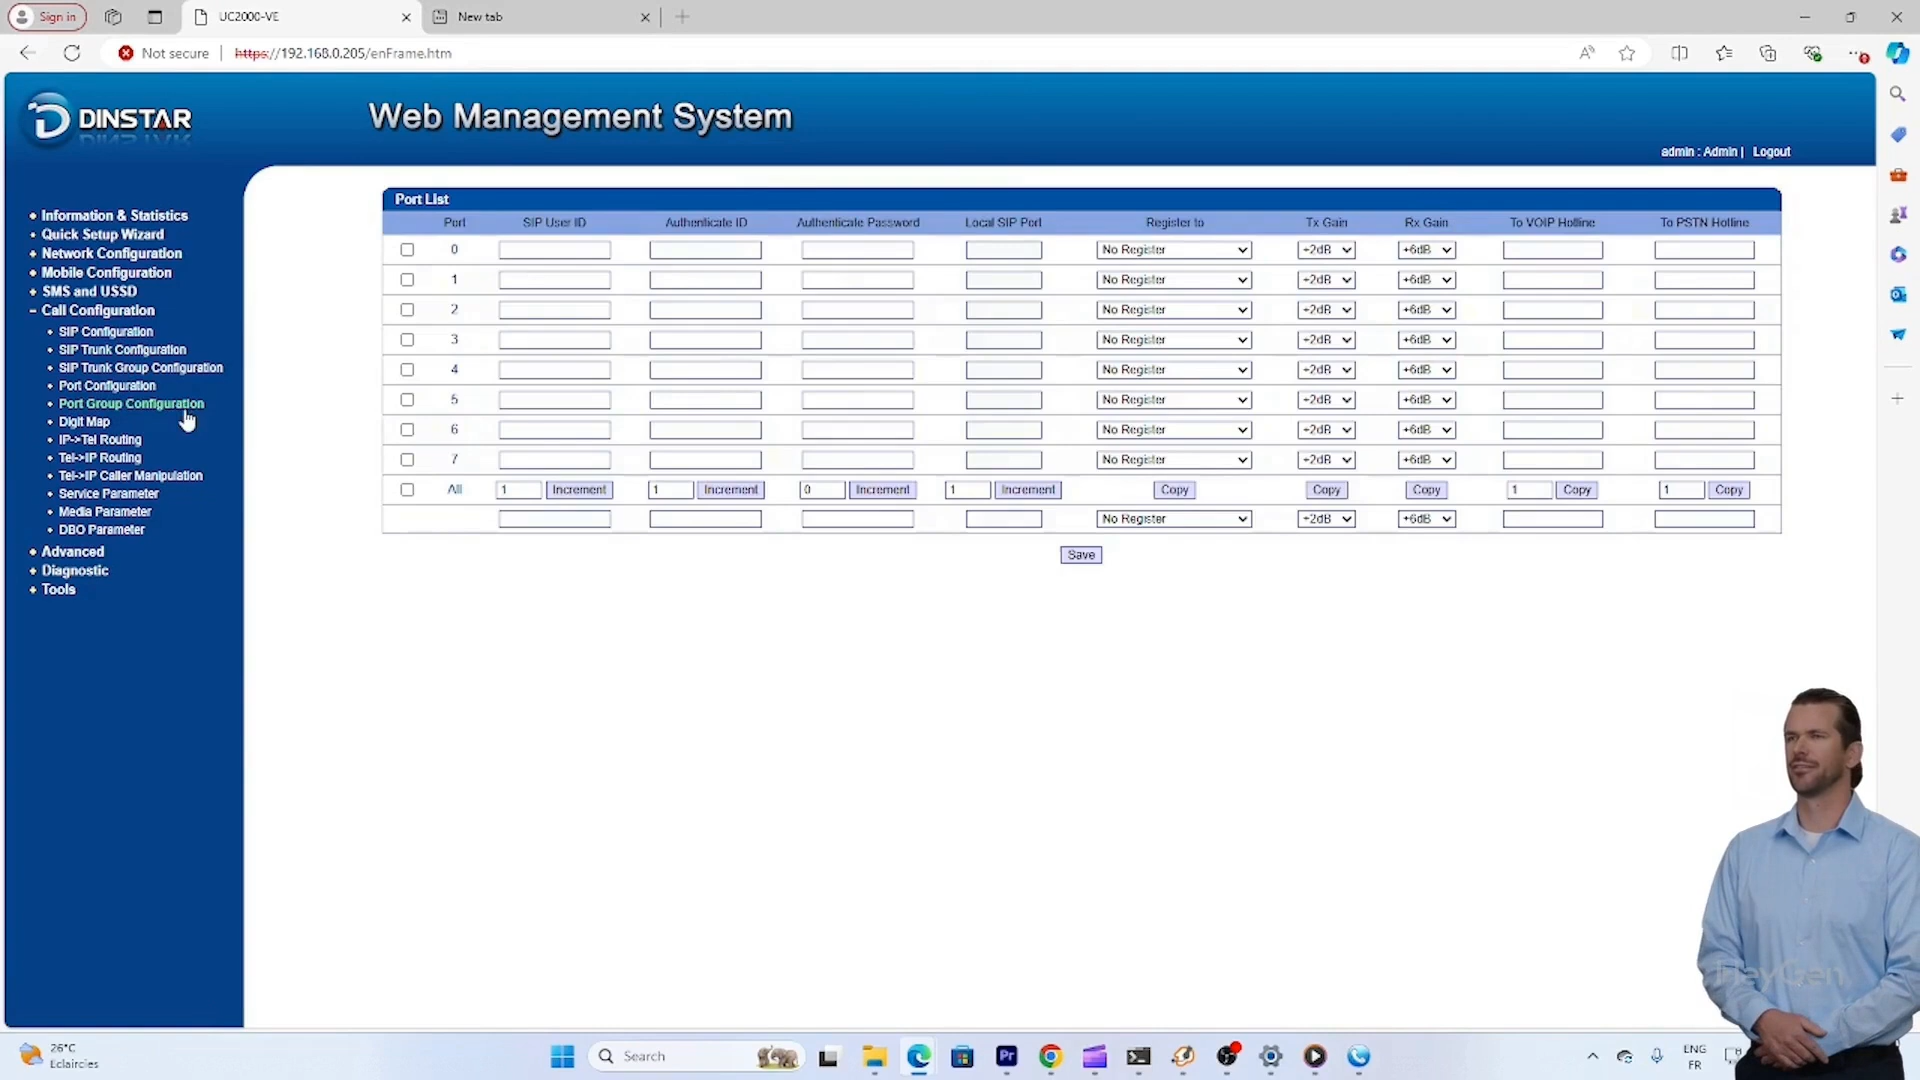 Sign in
UC2000-VE
New tab
Not secure
https://192.168.0.205/enFrame.htm
DINSTAR
Web Management System
admin : Admin | Logout
Information & Statistics
Quick Setup Wizard
Network Configuration
Mobile Configuration
SMS and USSD
Call Configuration
SIP Configuration
SIP Trunk Configuration
SIP Trunk Group Configuration
Port Configuration
Port Group Configuration
Digit Map
IP->Tel Routing
Tel->IP Routing
Tel->IP Caller Manipulation
Service Parameter
Media Parameter
DBO Parameter
Advanced
Diagnostic
Tools
Port List
Port SIP User ID Authenticate ID Authenticate Password Local SIP Port Register to Tx Gain Rx Gain To VOIP Hotline To PSTN Hotline
0 No Register +2dB +6dB
1 No Register +2dB +6dB
2 No Register +2dB +6dB
3 No Register +2dB +6dB
4 No Register +2dB +6dB
5 No Register +2dB +6dB
6 No Register +2dB +6dB
7 No Register +2dB +6dB
All 1 Increment 1 Increment 0 Increment 1 Increment Copy Copy Copy 1 Copy 1 Copy
No Register +2dB +6dB
Save
HeyGen
26°C
Eclaircies
Search
Pr
ENG
FR